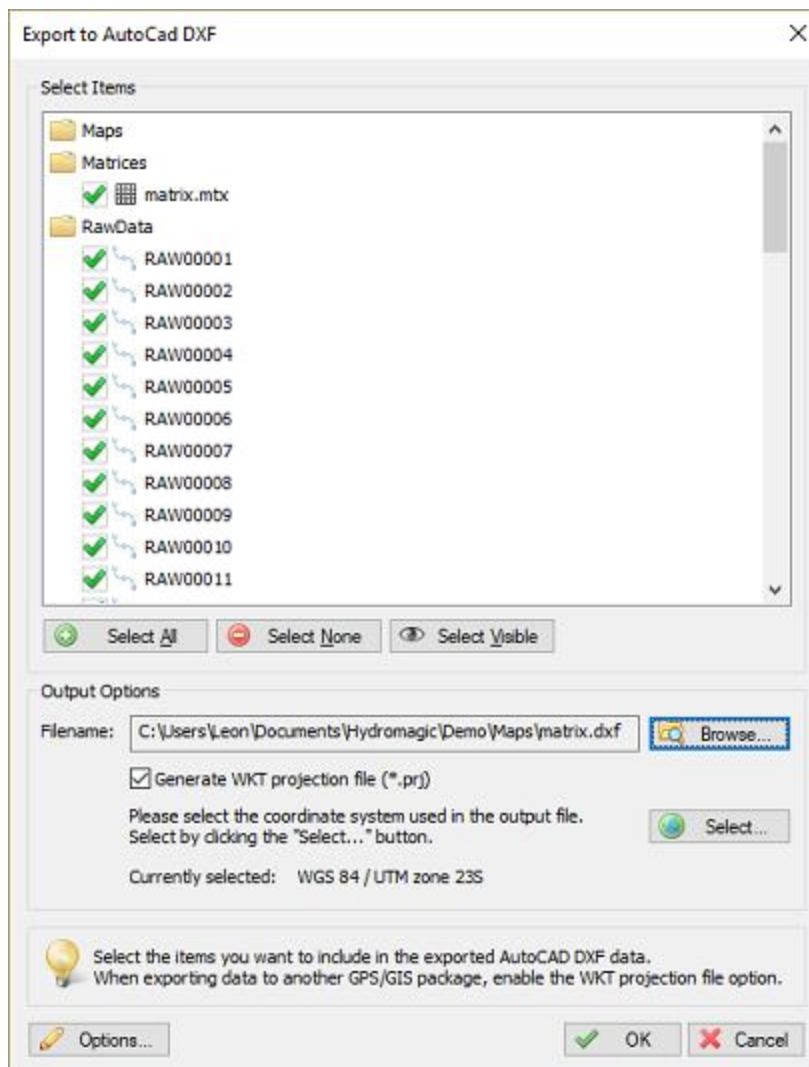 Export to AutoCad DXF
Select Items
Maps
Matrices
matrix.mtx
RawData
RAW00001
RAW00002
RAW00003
RAW00004
RAW00005
RAW00006
RAW00007
RAW00008
RAW00009
RAW00010
RAW00011
Select All
Select None
Select Visible
Output Options
Filename: C:\Users\Leon\Documents\Hydromagic\Demo\Maps\matrix.dxf Browse...
Generate WKT projection file (*.prj)
Please select the coordinate system used in the output file.
Select by clicking the "Select..." button.
Select...
Currently selected: WGS 84 / UTM zone 23S
Select the items you want to include in the exported AutoCAD DXF data.
When exporting data to another GPS/GIS package, enable the WKT projection file option.
Options...
OK
Cancel